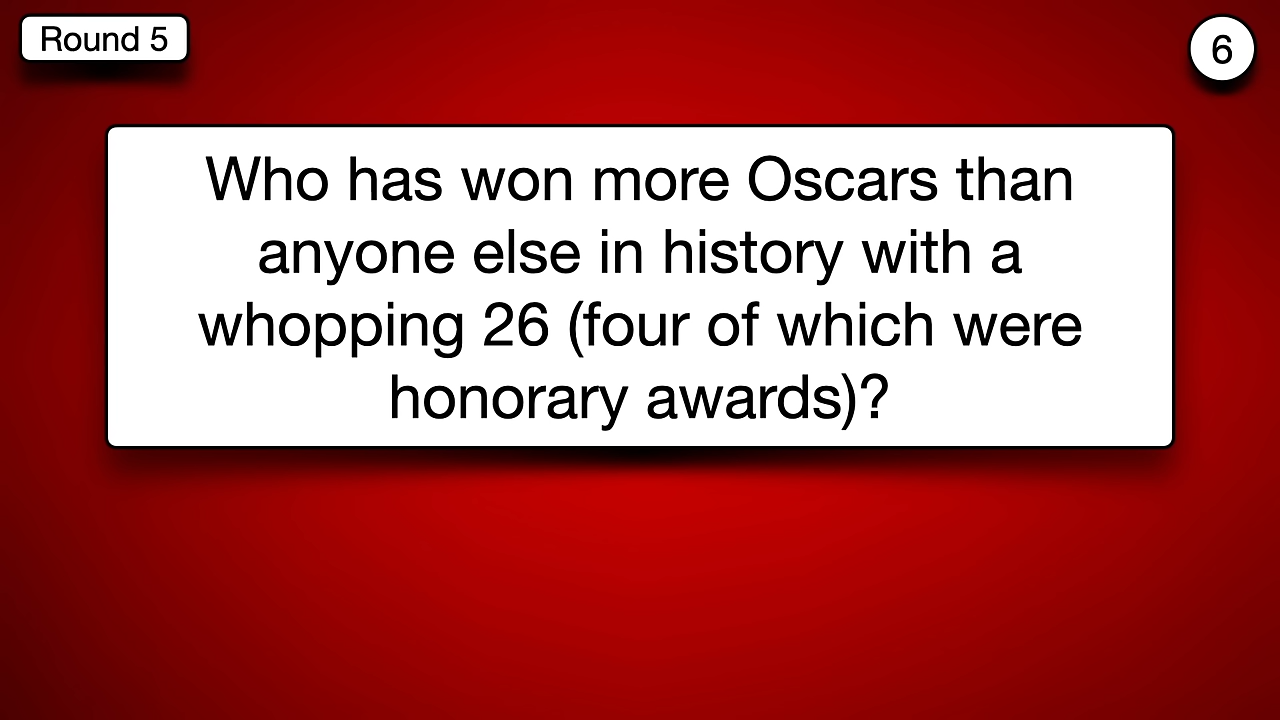 Round 5
6
Who has won more Oscars than
anyone else in history with a
whopping 26 (four of which were
honorary awards)?